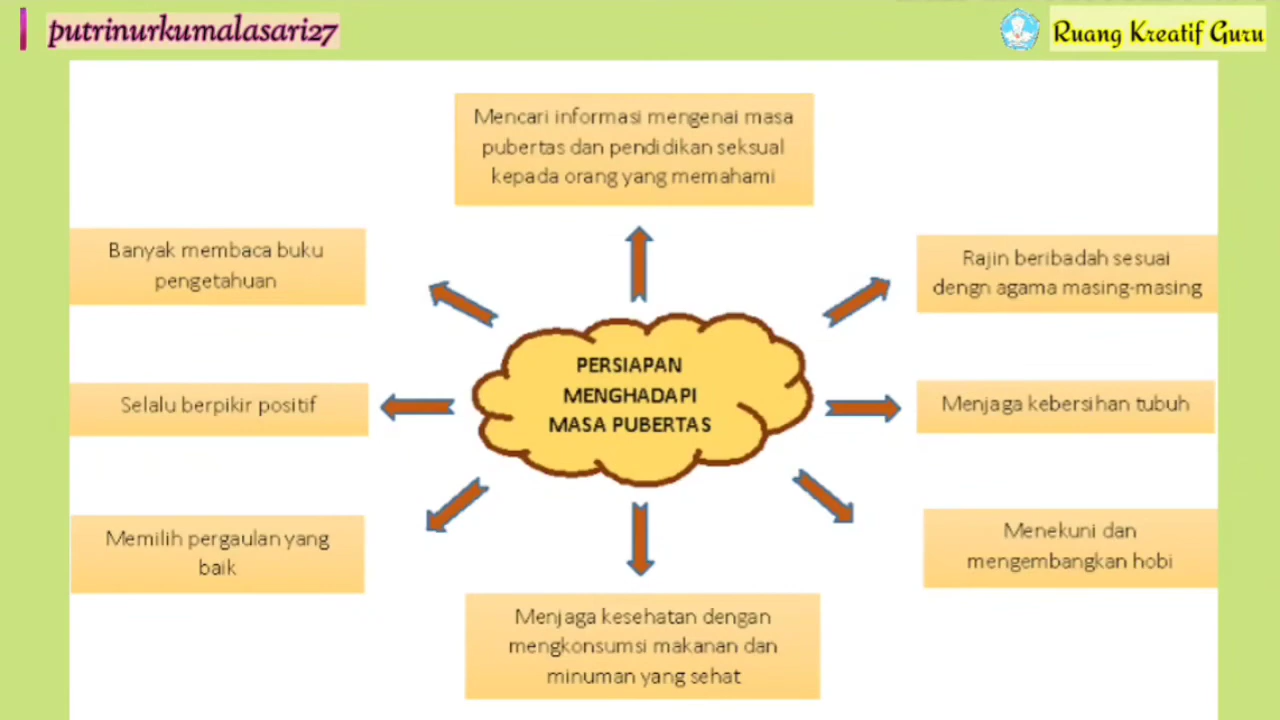 putrinurkumalasari27
Ruang Kreatif Guru
Mencari informasi mengenai masa
pubertas dan pendidikan seksual
kepada orang yang memahami
Banyak membaca buku
pengetahuan
Rajin beribadah sesuai
dengn agama masing-masing
PERSIAPAN
MENGHADAPI
MASA PUBERTAS
Selalu berpikir positif
Menjaga kebersihan tubuh
Memilih pergaulan yang
baik
Menekuni dan
mengembangkan hobi
Menjaga kesehatan dengan
mengkonsumsi makanan dan
minuman yang sehat